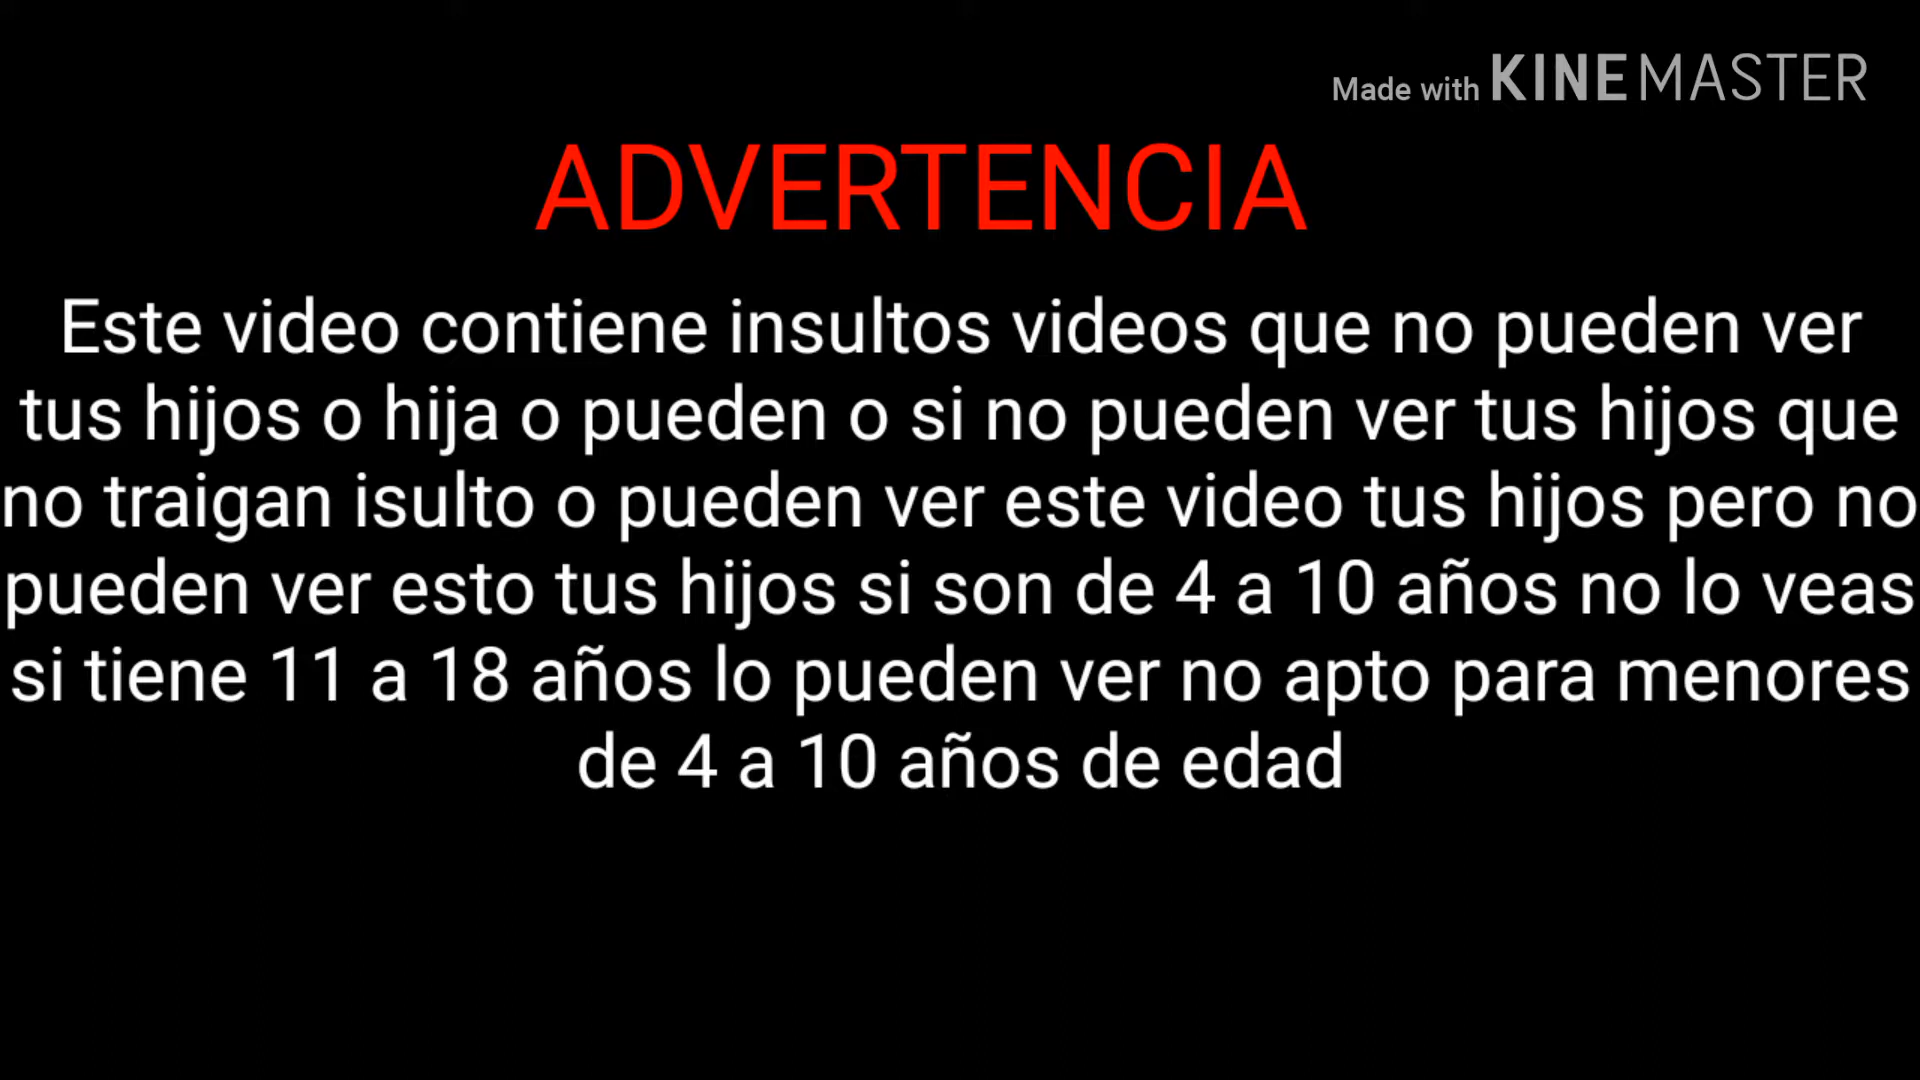 Made with KINEMASTER
ADVERTENCIA
Este video contiene insultos videos que no pueden ver
tus hijos o hija o pueden o si no pueden ver tus hijos que
no traigan isulto o pueden ver este video tus hijos pero no
pueden ver esto tus hijos si son de 4 a 10 años no lo veas
si tiene 11 a 18 años lo pueden ver no apto para menores
de 4 a 10 años de edad